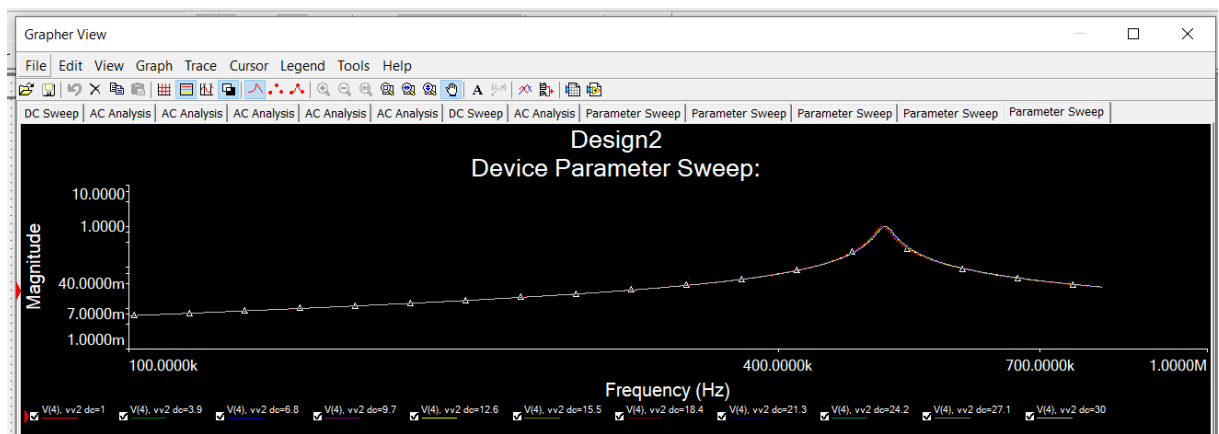 Grapher View
File Edit View Graph Trace Cursor Legend Tools Help
DC Sweep AC Analysis AC Analysis AC Analysis AC Analysis AC Analysis DC Sweep AC Analysis Parameter Sweep Parameter Sweep Parameter Sweep Parameter Sweep Parameter Sweep
Design2
Device Parameter Sweep:
Magnitude
10.0000
1.0000
40.0000m
7.0000m
1.0000m
100.0000k 400.0000k 700.0000k 1.0000M
Frequency (Hz)
V(4), vv2 dc=1 V(4), vv2 dc=3.9 V(4), vv2 dc=6.8 V(4), vv2 dc=9.7 V(4), vv2 dc=12.6 V(4), vv2 dc=15.5 V(4), vv2 dc=18.4 V(4), vv2 dc=21.3 V(4), vv2 dc=24.2 V(4), vv2 dc=27.1 V(4), vv2 dc=30